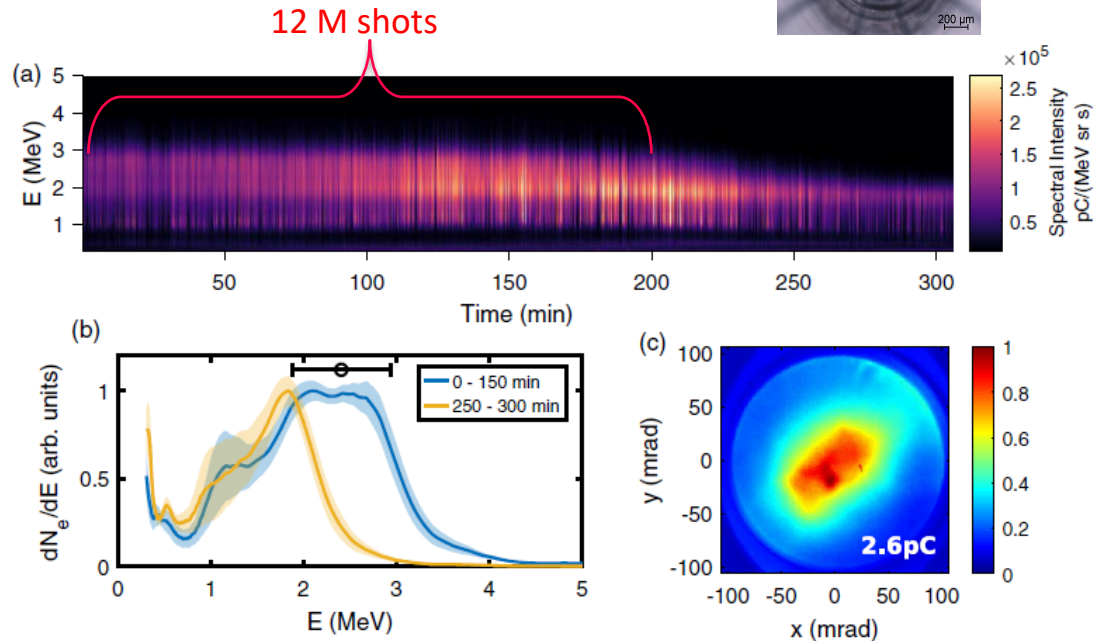 12 M shots
200 µm
(a)
E (MeV)
5
4
3
2
1
50
100
150
200
250
300
Time (min)
×10⁵
2.5
2
1.5
1
0.5
Spectral Intensity
pC/(MeV sr s)
(b)
dNₑ/dE (arb. units)
1
0.5
0
0 - 150 min
250 - 300 min
0
1
2
3
4
5
E (MeV)
(c)
y (mrad)
100
50
0
-50
-100
2.6pC
-100
-50
0
50
100
x (mrad)
1
0.8
0.6
0.4
0.2
0